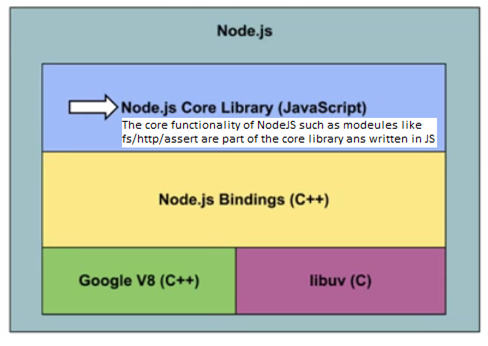 Node.js
Node.js Core Library (JavaScript)
The core functionality of NodeJS such as modeules like
fs/http/assert are part of the core library ans written in JS
Node.js Bindings (C++)
Google V8 (C++)
libuv (C)